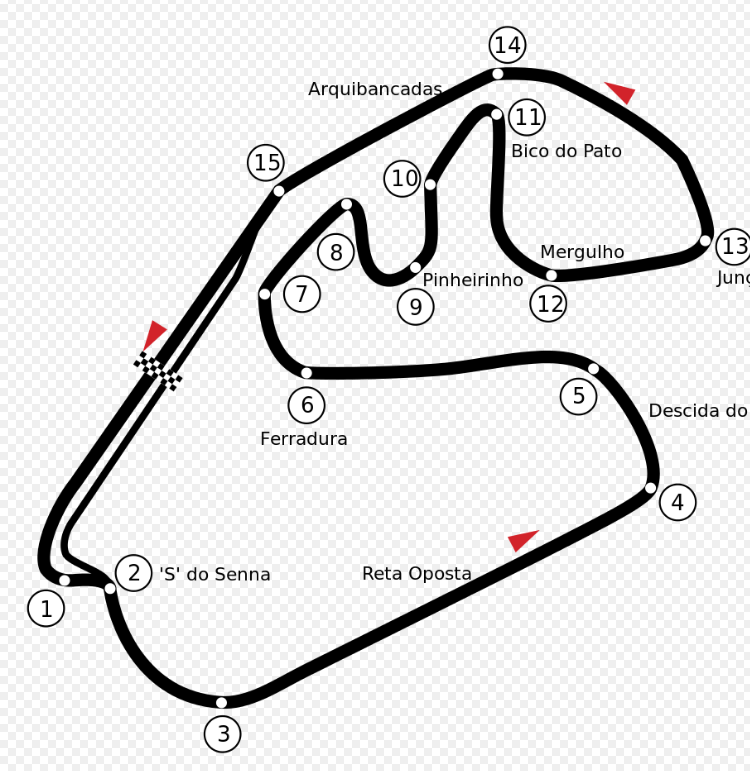 14
Arquibancadas
11
Bico do Pato
15
10
13
8
Mergulho
Pinheirinho
7
9
12
5
6
Descida do
Ferradura
4
2
'S' do Senna
Reta Oposta
1
3